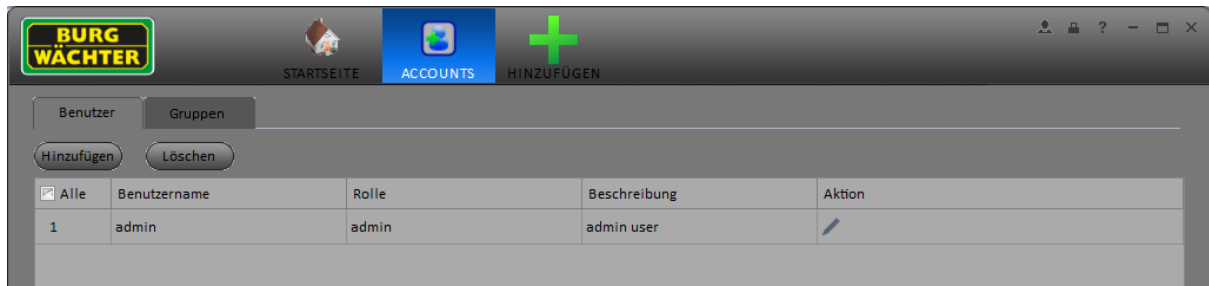 BURG
WÄCHTER
STARTSEITE ACCOUNTS HINZUFÜGEN
?
Benutzer Gruppen
Hinzufügen Löschen
Alle Benutzername Rolle Beschreibung Aktion
1 admin admin admin user